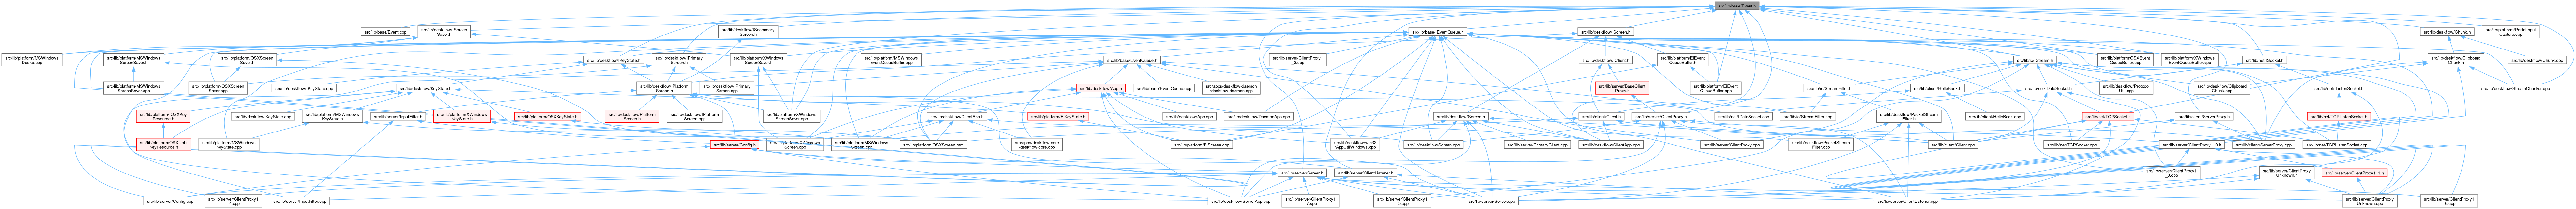 src/lib/base/Event.h
src/lib/base/Event.cpp
src/lib/deskflow/IScreen
Saver.h
src/lib/deskflow/ISecondary
Screen.h
src/lib/base/IEventQueue.h
src/lib/deskflow/IScreen.h
src/lib/platform/PortalInput
Capture.cpp
src/lib/deskflow/Chunk.h
src/lib/platform/MSWindows
Desks.cpp
src/lib/platform/MSWindows
ScreenSaver.h
src/lib/platform/OSXScreen
Saver.h
src/lib/deskflow/IKeyState.h
src/lib/deskflow/IPrimary
Screen.h
src/lib/platform/XWindows
ScreenSaver.h
src/lib/platform/MSWindows
EventQueueBuffer.cpp
src/lib/base/EventQueue.h
src/lib/server/ClientProxy1
_3.cpp
src/lib/deskflow/IClient.h
src/lib/platform/EiEvent
QueueBuffer.h
src/lib/io/IStream.h
src/lib/platform/OSXEvent
QueueBuffer.cpp
src/lib/platform/XWindows
EventQueueBuffer.cpp
src/lib/net/ISocket.h
src/lib/deskflow/Clipboard
Chunk.h
src/lib/deskflow/Chunk.cpp
src/lib/platform/MSWindows
ScreenSaver.cpp
src/lib/platform/OSXScreen
Saver.cpp
src/lib/deskflow/IKeyState.cpp
src/lib/deskflow/KeyState.h
src/lib/deskflow/IPlatform
Screen.h
src/lib/deskflow/IPrimary
Screen.cpp
src/lib/deskflow/App.h
src/lib/base/EventQueue.cpp
src/apps/deskflow-daemon
/deskflow-daemon.cpp
src/lib/server/BaseClient
Proxy.h
src/lib/platform/EiEvent
QueueBuffer.cpp
src/lib/io/StreamFilter.h
src/lib/client/HelloBack.h
src/lib/net/IDataSocket.h
src/lib/deskflow/Protocol
Util.cpp
src/lib/deskflow/Clipboard
Chunk.cpp
src/lib/net/IListenSocket.h
src/lib/deskflow/StreamChunker.cpp
src/lib/platform/IOSXKey
Resource.h
src/lib/deskflow/KeyState.cpp
src/lib/platform/MSWindows
KeyState.h
src/lib/server/InputFilter.h
src/lib/platform/XWindows
KeyState.h
src/lib/platform/OSXKeyState.h
src/lib/deskflow/Platform
Screen.h
src/lib/deskflow/IPlatform
Screen.cpp
src/lib/platform/XWindows
ScreenSaver.cpp
src/lib/platform/EiKeyState.h
src/lib/deskflow/ClientApp.h
src/lib/deskflow/App.cpp
src/lib/deskflow/DaemonApp.cpp
src/lib/deskflow/Screen.h
src/lib/client/Client.h
src/lib/server/ClientProxy.h
src/lib/net/IDataSocket.cpp
src/lib/io/StreamFilter.cpp
src/lib/deskflow/PacketStream
Filter.h
src/lib/client/HelloBack.cpp
src/lib/net/TCPSocket.h
src/lib/client/ServerProxy.h
src/lib/net/TCPListenSocket.h
src/lib/platform/OSXUchr
KeyResource.h
src/lib/platform/MSWindows
KeyState.cpp
src/lib/server/Config.h
src/lib/platform/XWindows
Screen.cpp
src/lib/platform/MSWindows
Screen.cpp
src/lib/platform/OSXScreen.mm
src/apps/deskflow-core
/deskflow-core.cpp
src/lib/platform/EiScreen.cpp
src/lib/deskflow/win32
/AppUtilWindows.cpp
src/lib/deskflow/Screen.cpp
src/lib/server/PrimaryClient.cpp
src/lib/deskflow/ClientApp.cpp
src/lib/server/ClientProxy.cpp
src/lib/deskflow/PacketStream
Filter.cpp
src/lib/client/Client.cpp
src/lib/net/TCPSocket.cpp
src/lib/server/ClientProxy1_0.h
src/lib/client/ServerProxy.cpp
src/lib/net/TCPListenSocket.cpp
src/lib/server/Server.h
src/lib/server/ClientListener.h
src/lib/server/ClientProxy1
_0.cpp
src/lib/server/ClientProxy
Unknown.h
src/lib/server/ClientProxy1_1.h
src/lib/server/Config.cpp
src/lib/server/ClientProxy1
_4.cpp
src/lib/server/InputFilter.cpp
src/lib/deskflow/ServerApp.cpp
src/lib/server/ClientProxy1
_7.cpp
src/lib/server/ClientProxy1
_5.cpp
src/lib/server/Server.cpp
src/lib/server/ClientListener.cpp
src/lib/server/ClientProxy
Unknown.cpp
src/lib/server/ClientProxy1
_6.cpp